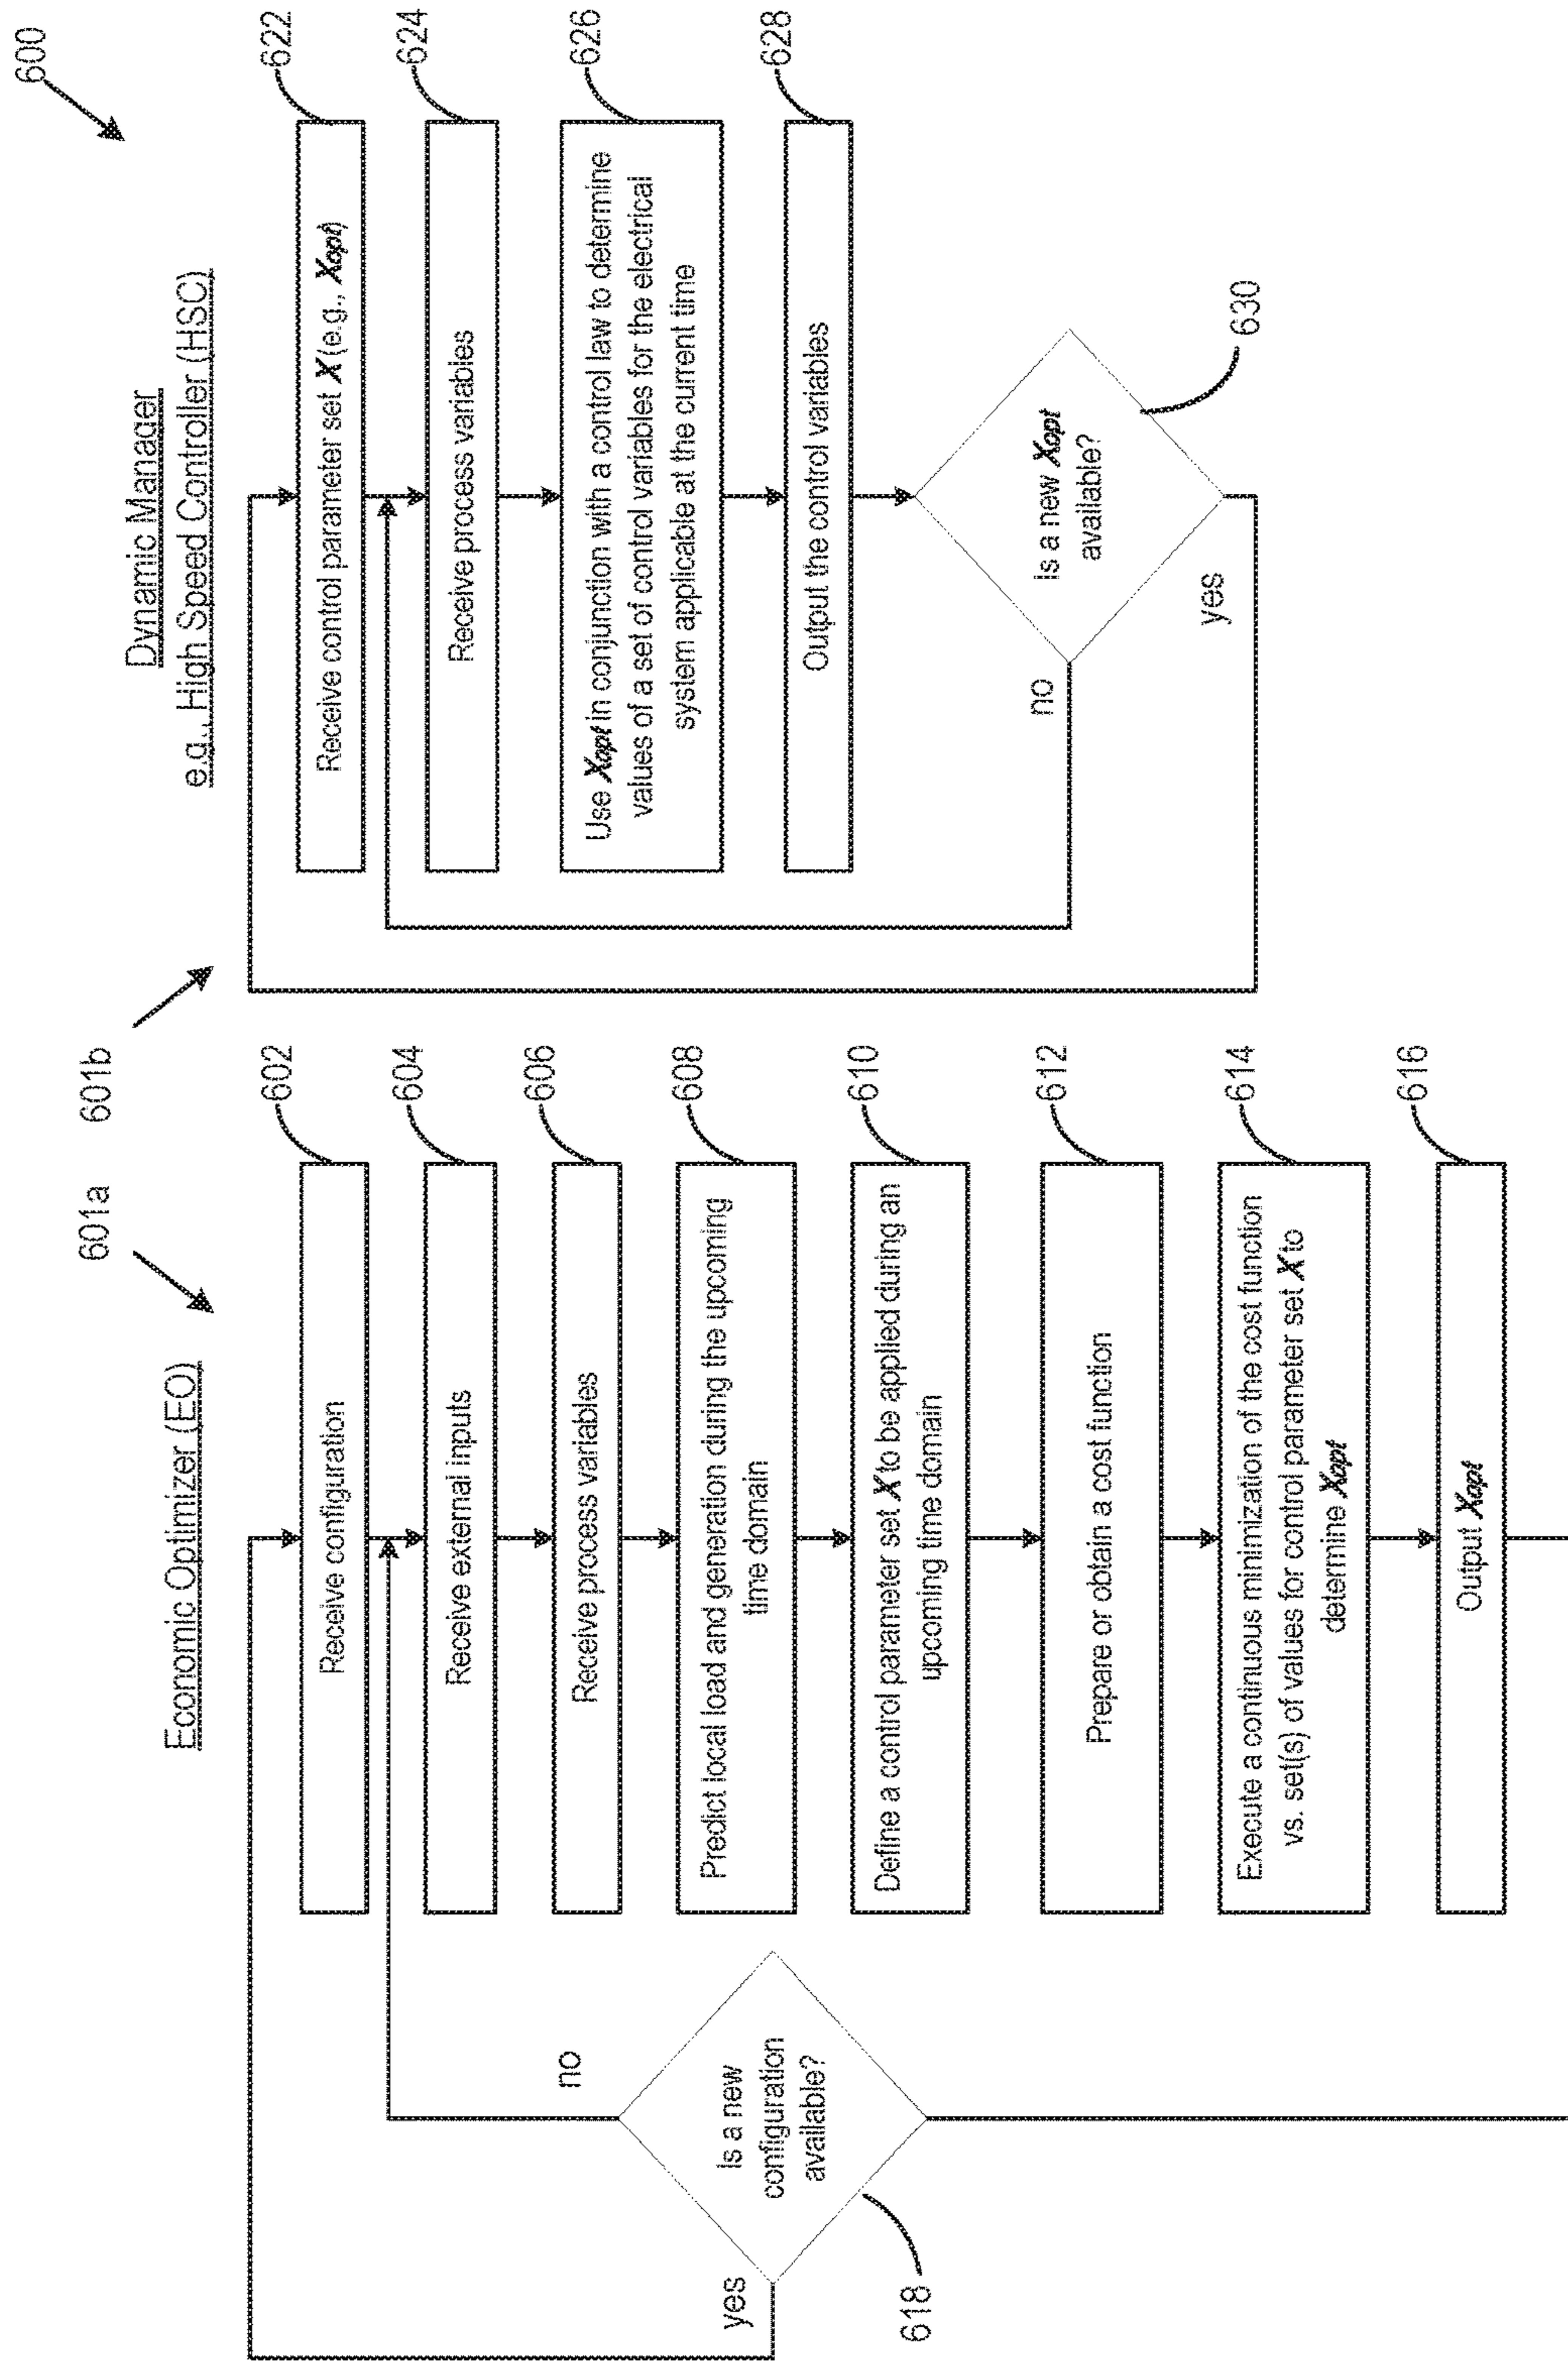 600
601a
Economic Optimizer (EO)
Receive configuration
602
Receive external inputs
604
Receive process variables
606
Predict local load and generation during the upcoming
time domain
608
Define a control parameter set X to be applied during an
upcoming time domain
610
Prepare or obtain a cost function
612
Execute a continuous minimization of the cost function
vs. set(s) of values for control parameter set X to
determine Xopt
614
Output Xopt
616
Is a new
configuration
available?
no
yes
618
601b
Dynamic Manager
e.g., High Speed Controller (HSC)
Receive control parameter set X (e.g., Xopt)
622
Receive process variables
624
Use Xopt in conjunction with a control law to determine
values of a set of control variables for the electrical
system applicable at the current time
626
Output the control variables
628
Is a new Xopt
available?
no
yes
630